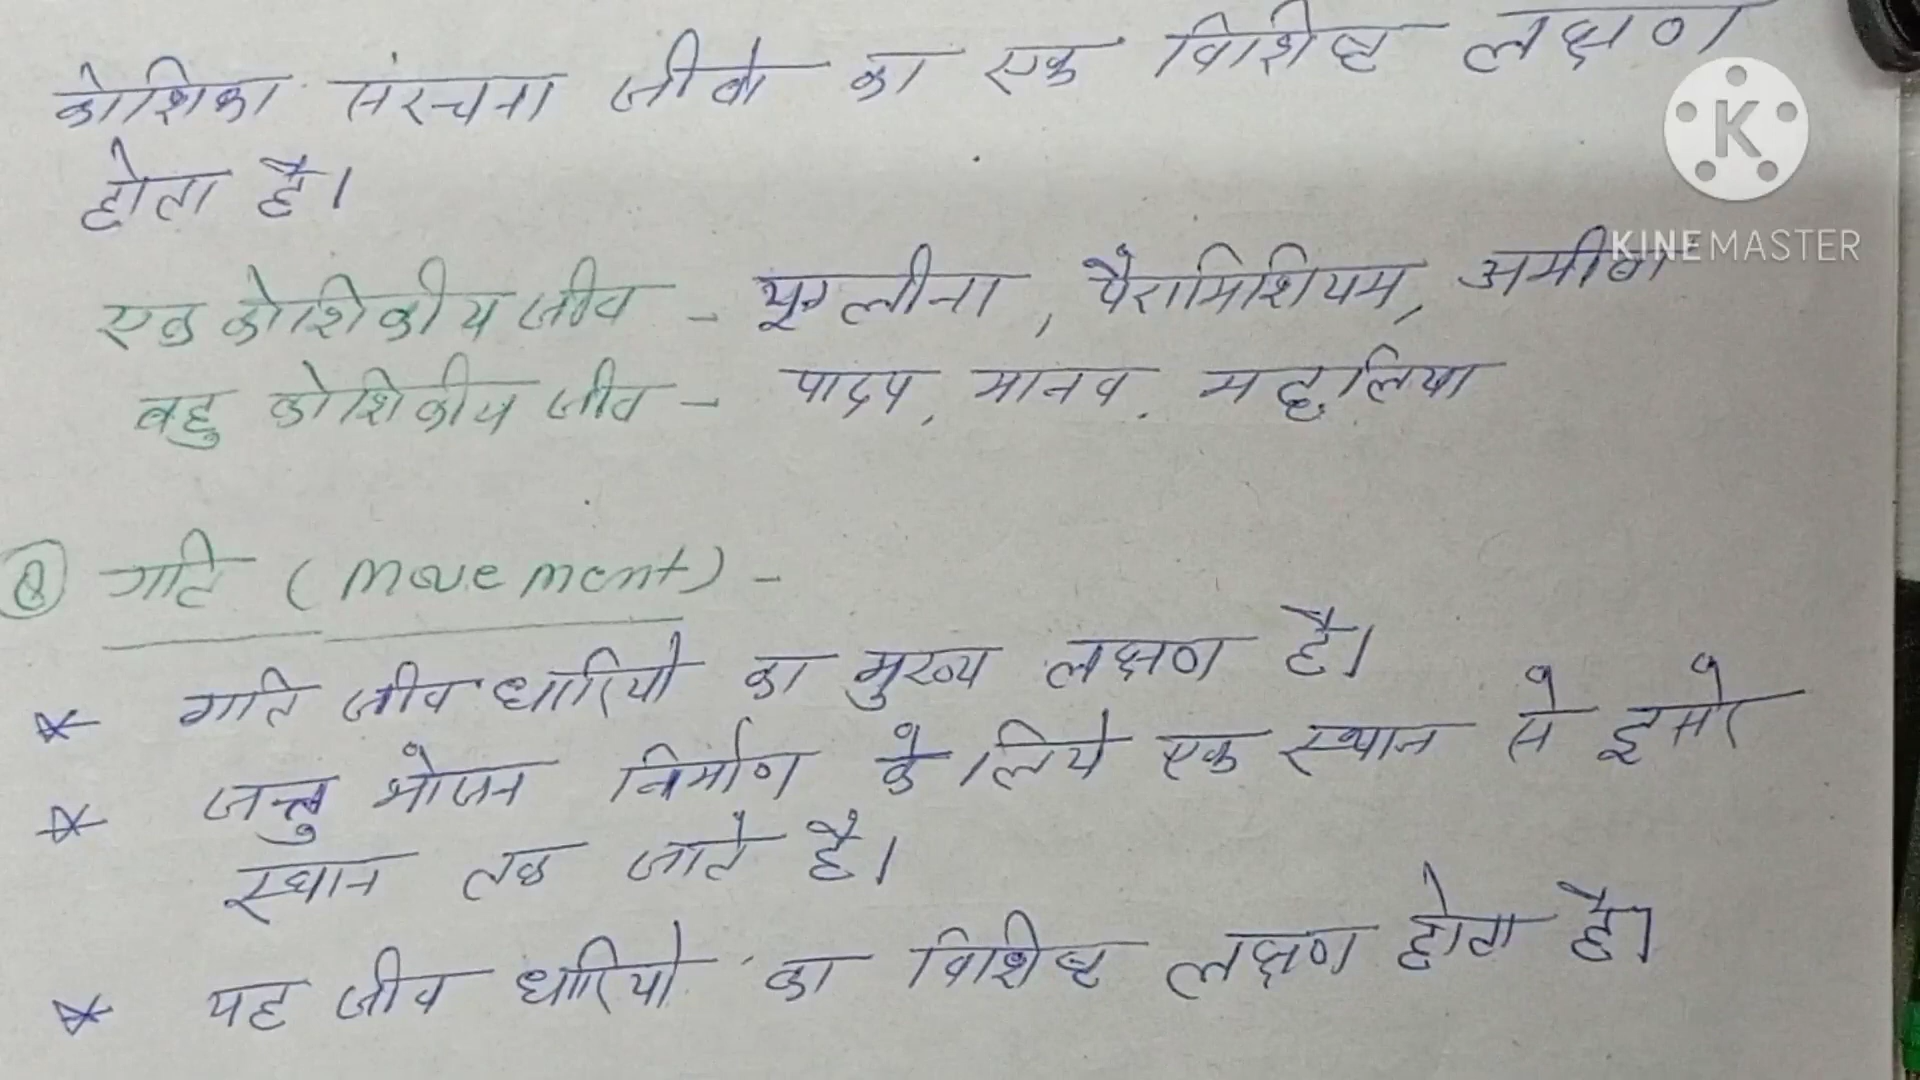 कोशिका संरचना जीवो का एक विशिष्ट लक्षण
होता है।
एक कोशिकीय जीव - यूग्लीना, पैरामिशियम, अमीबा
बहु कोशिकीय जीव - पादप, मानव, मछलिया
गति (Movement) -
* गति जीव धारियो का मुख्य लक्षण है।
* जन्तु भोजन निर्माण के लिये एक स्थान से दुसरे
स्थान तक जाते है।
* यह जीव धारियो का विशिष्ट लक्षण होता है।
K
KINEMASTER